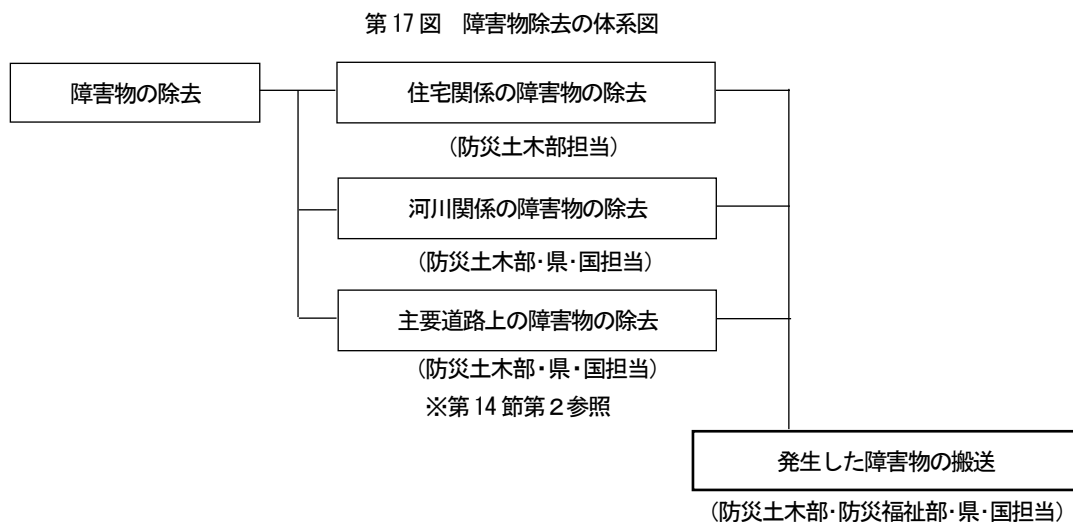 第17図　障害物除去の体系図
障害物の除去
住宅関係の障害物の除去
（防災土木部担当）
河川関係の障害物の除去
（防災土木部・県・国担当）
主要道路上の障害物の除去
（防災土木部・県・国担当）
※第14節第２参照
発生した障害物の搬送
（防災土木部・防災福祉部・県・国担当）